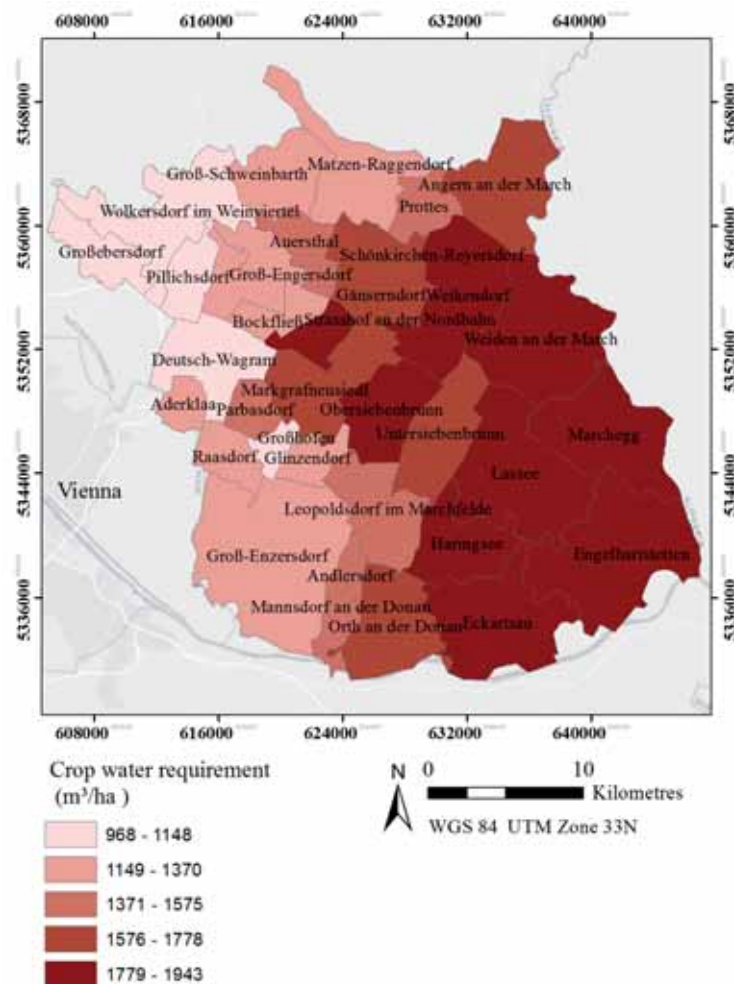 608000 616000 624000 632000 640000
5368000 5368000
Matzen-Raggendorf
Groß-Schweinbarth
Angern an der March
Prottes
Wolkersdorf im Weinviertel
5360000 5360000
Auersthal
Großebersdorf
Schönkirchen-Reyersdorf
Pillichsdorf
Groß-Engersdorf
Gänserndorf
Weikendorf
Bockfließ
Strasshof an der Nordbahn
Weiden an der March
5352000 5352000
Deutsch-Wagram
Markgrafneusiedl
Aderklaa
Parbasdorf
Obersiebenbrunn
Großhofen
Untersiebenbrunn
Marchegg
Raasdorf
Glinzendorf
5344000 5344000
Lassee
Vienna
Leopoldsdorf im Marchfelde
Haringsee
Groß-Enzersdorf
Engelhartstetten
Andlersdorf
5336000 5336000
Mannsdorf an der Donau
Orth an der Donau
Eckartsau
608000 616000 624000 632000 640000
Crop water requirement
(m³/ha )
968 - 1148
1149 - 1370
1371 - 1575
1576 - 1778
1779 - 1943
N
0 10
Kilometres
WGS 84 UTM Zone 33N